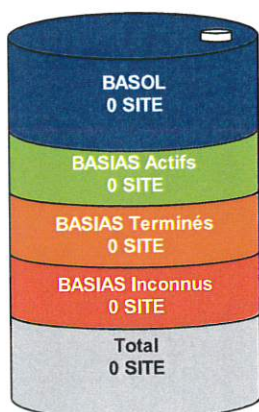 BASOL
0 SITE
BASIAS Actifs
0 SITE
BASIAS Terminés
0 SITE
BASIAS Inconnus
0 SITE
Total
0 SITE